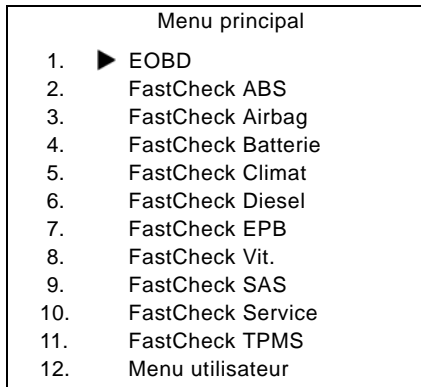 Menu principal
1. ▶ EOBD
2. FastCheck ABS
3. FastCheck Airbag
4. FastCheck Batterie
5. FastCheck Climat
6. FastCheck Diesel
7. FastCheck EPB
8. FastCheck Vit.
9. FastCheck SAS
10. FastCheck Service
11. FastCheck TPMS
12. Menu utilisateur